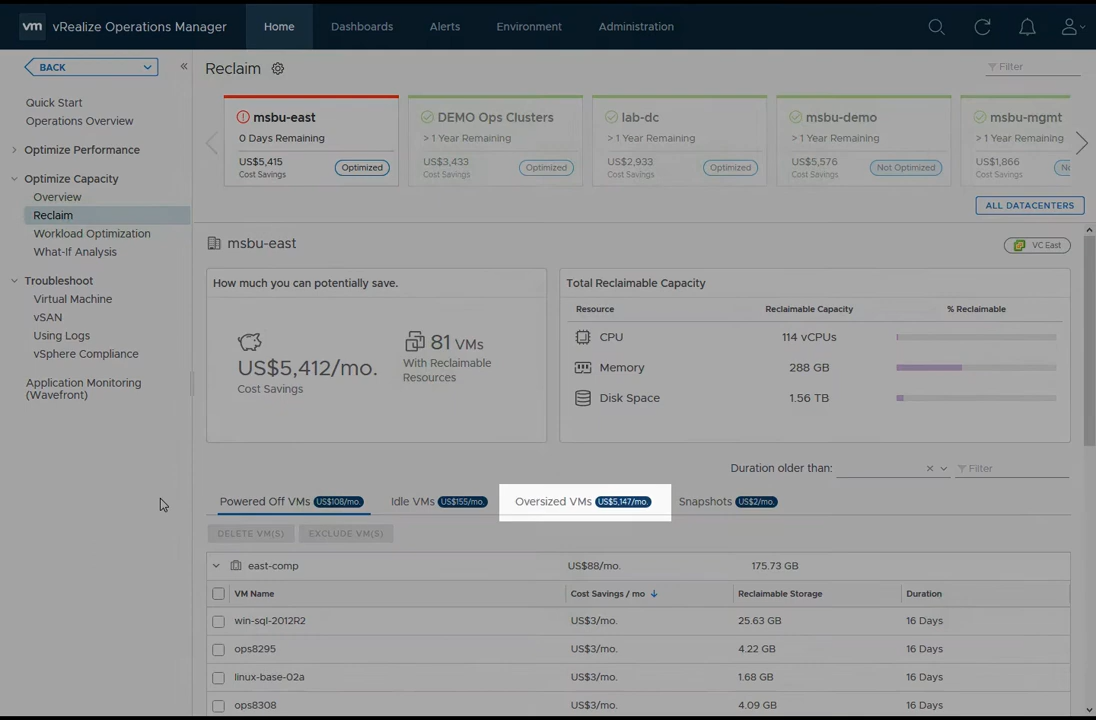 vm vRealize Operations Manager Home Dashboards Alerts Environment Administration
BACK
Quick Start
Operations Overview
Optimize Performance
Optimize Capacity
Overview
Reclaim
Workload Optimization
What-If Analysis
Troubleshoot
Virtual Machine
vSAN
Using Logs
vSphere Compliance
Application Monitoring
(Wavefront)
Reclaim
Filter
msbu-east
0 Days Remaining
US$5,415
Cost Savings
Optimized
DEMO Ops Clusters
> 1 Year Remaining
US$3,433
Cost Savings
Optimized
lab-dc
> 1 Year Remaining
US$2,933
Cost Savings
Optimized
msbu-demo
> 1 Year Remaining
US$5,576
Cost Savings
Not Optimized
msbu-mgmt
> 1 Year Remaining
US$1,866
Cost Savings
ALL DATACENTERS
msbu-east
VC East
How much you can potentially save.
US$5,412/mo.
Cost Savings
81 VMs
With Reclaimable
Resources
Total Reclaimable Capacity
Resource Reclaimable Capacity % Reclaimable
CPU 114 vCPUs
Memory 288 GB
Disk Space 1.56 TB
Duration older than:
Filter
Powered Off VMs US$108/mo. Idle VMs US$155/mo. Oversized VMs US$5,147/mo. Snapshots US$2/mo.
DELETE VM(S) EXCLUDE VM(S)
east-comp US$88/mo. 175.73 GB
VM Name Cost Savings / mo Reclaimable Storage Duration
win-sql-2012R2 US$3/mo. 25.63 GB 16 Days
ops8295 US$3/mo. 4.22 GB 16 Days
linux-base-02a US$3/mo. 1.68 GB 16 Days
ops8308 US$3/mo. 4.09 GB 16 Days